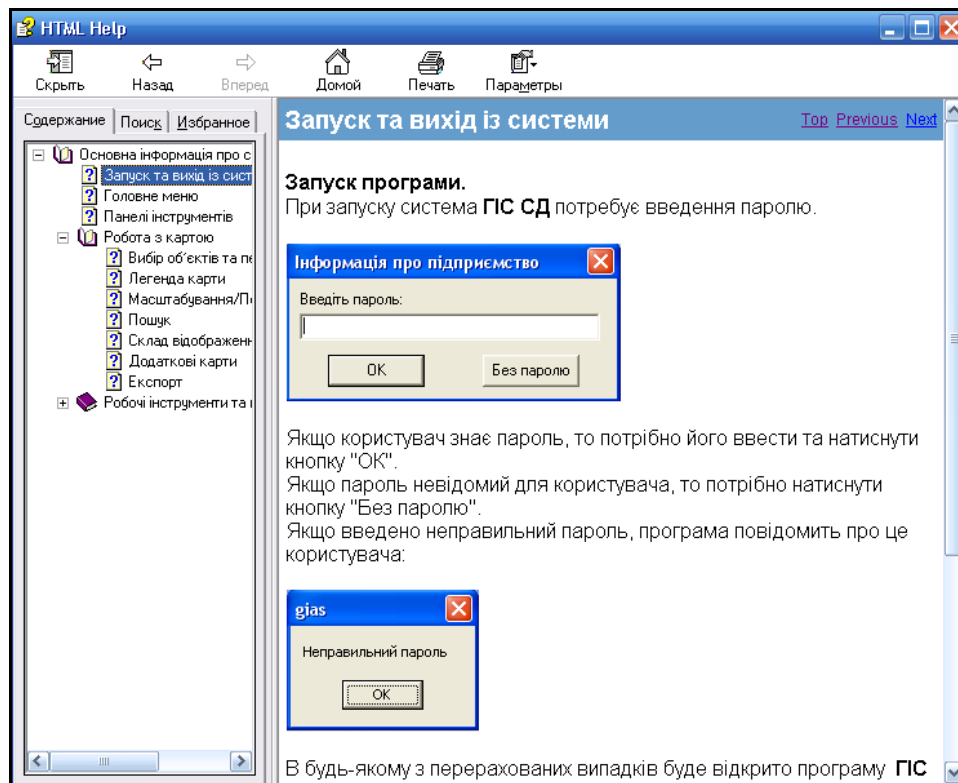 HTML Help
Скрыть Назад Вперед Домой Печать Параметры
Содержание Поиск Избранное
Основна інформація про с
Запуск та вихід із сист
Головне меню
Панелі інструментів
Робота з картою
Вибір об'єктів та пе
Легенда карти
Масштабування/П
Пошук
Склад відображенн
Додаткові карти
Експорт
Робочі інструменти та
Запуск та вихід із системи Top Previous Next
Запуск програми.
При запуску система ГІС СД потребує введення паролю.
Інформація про підприємство
Введіть пароль:
OK Без паролю
Якщо користувач знає пароль, то потрібно його ввести та натиснути
кнопку "ОК".
Якщо пароль невідомий для користувача, то потрібно натиснути
кнопку "Без паролю".
Якщо введено неправильний пароль, програма повідомить про це
користувача:
gias
Неправильний пароль
OK
В будь-якому з перерахованих випадків буде відкрито програму ГІС